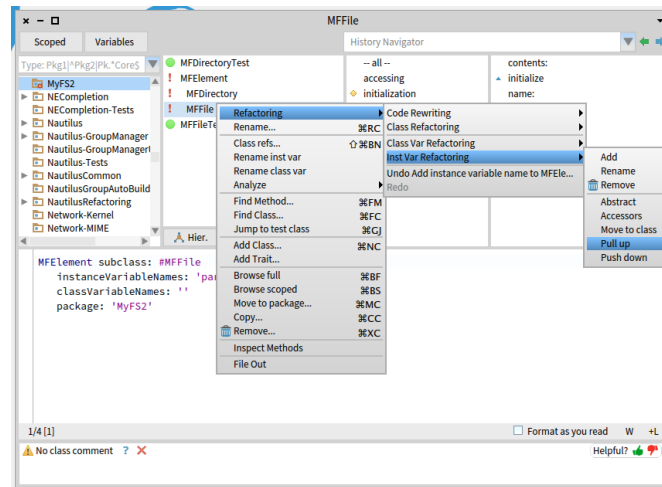 MFFile
Scoped Variables
History Navigator
Type: Pkg1|^Pkg2|Pk.*Core$
MyFS2
NECompletion
NECompletion-Tests
Nautilus
Nautilus-GroupManager
Nautilus-GroupManager
Nautilus-Tests
NautilusCommon
NautilusGroupAutoBuild
NautilusRefactoring
Network-Kernel
Network-MIME
MFDirectoryTest
MFElement
MFDirectory
MFFile
MFFileTe
-- all --
accessing
initialization
contents:
initialize
name:
Hier.
Refactoring
Rename... ⌘RC
Class refs... ⇧⌘BN
Rename inst var
Rename class var
Analyze
Find Method... ⌘FM
Find Class... ⌘FC
Jump to test class ⌘GJ
Add Class... ⌘NC
Add Trait...
Browse full ⌘BF
Browse scoped ⌘BS
Move to package... ⌘MC
Copy... ⌘CC
Remove... ⌘XC
Inspect Methods
File Out
Code Rewriting
Class Refactoring
Class Var Refactoring
Inst Var Refactoring
Undo Add instance variable name to MFEle...
Redo
Add
Rename
Remove
Abstract
Accessors
Move to class
Pull up
Push down
MFElement subclass: #MFFile
instanceVariableNames: 'par
classVariableNames: ''
package: 'MyFS2'
1/4 [1]
Format as you read W +L
No class comment ?
Helpful?